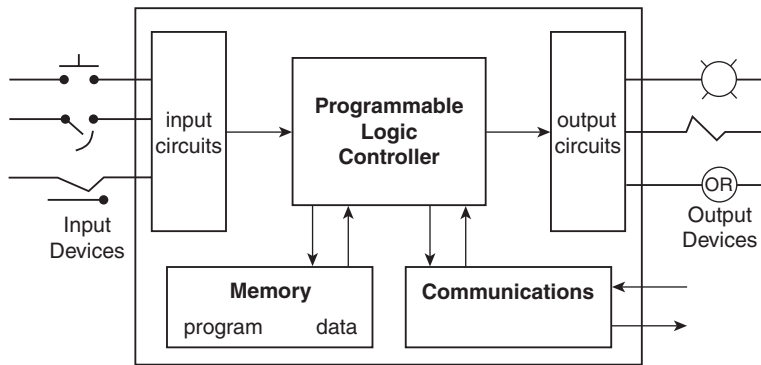 input
circuits
Programmable
Logic
Controller
output
circuits
OR
Input
Devices
Output
Devices
Memory
program data
Communications